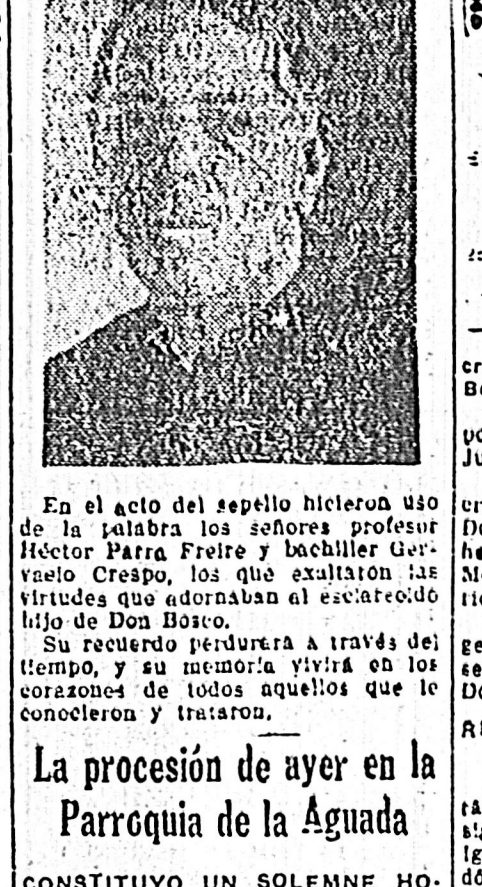 En el acto del sepelio hicieron uso
de la palabra los señores profesor
Héctor Parra Freire y bachiller Ger-
vasio Crespo, los que exaltaron las
virtudes que adornaban al esclarecido
hijo de Don Bosco.
Su recuerdo perdurará a través del
tiempo, y su memoria vivirá en los
corazones de todos aquellos que le
conocieron y trataron.
La procesión de ayer en la
Parroquia de la Aguada
CONSTITUYO UN SOLEMNE HO-